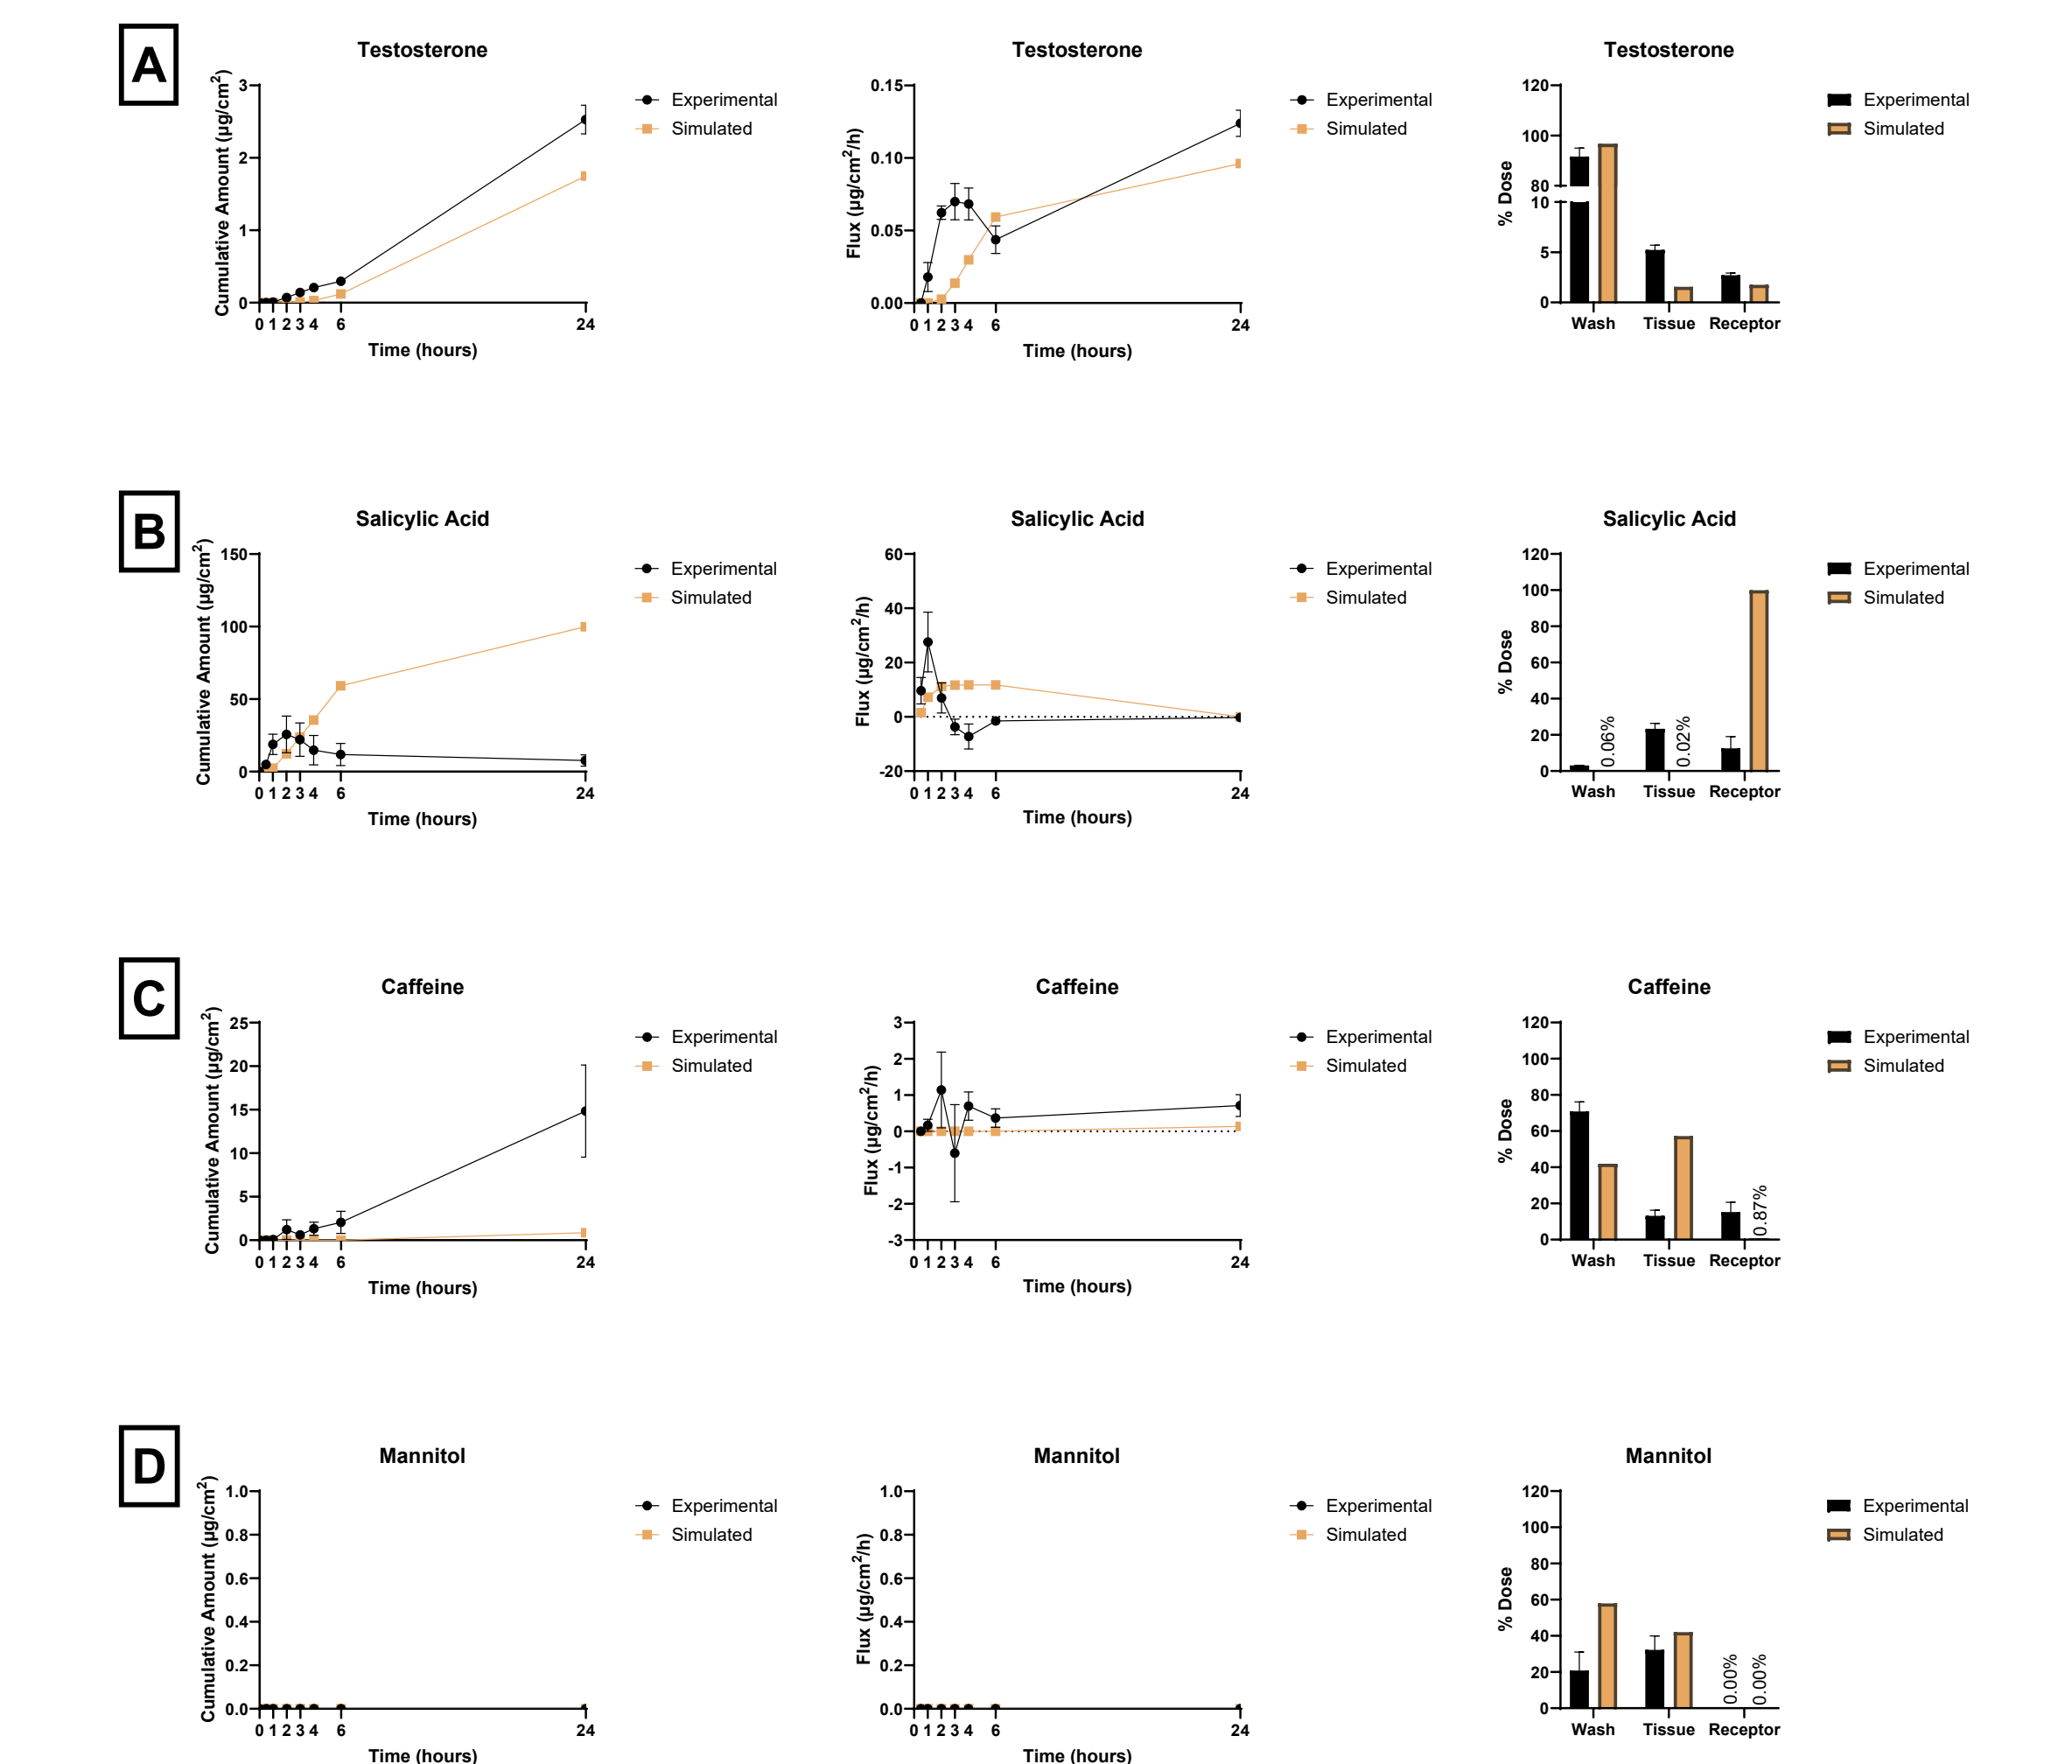 A
Testosterone
Cumulative Amount (µg/cm2)
3
2
1
0
0 1 2 3 4 6 24
Time (hours)
Experimental
Simulated
Testosterone
Flux (µg/cm2/h)
0.15
0.10
0.05
0.00
0 1 2 3 4 6 24
Time (hours)
Experimental
Simulated
Testosterone
% Dose
120
100
80
10
5
0
Wash Tissue Receptor
Experimental
Simulated
B
Salicylic Acid
Cumulative Amount (µg/cm2)
150
100
50
0
0 1 2 3 4 6 24
Time (hours)
Experimental
Simulated
Salicylic Acid
Flux (µg/cm2/h)
60
40
20
0
-20
0 1 2 3 4 6 24
Time (hours)
Experimental
Simulated
Salicylic Acid
% Dose
120
100
80
60
40
20
0
0.06%
0.02%
Wash Tissue Receptor
Experimental
Simulated
C
Caffeine
Cumulative Amount (µg/cm2)
25
20
15
10
5
0
0 1 2 3 4 6 24
Time (hours)
Experimental
Simulated
Caffeine
Flux (µg/cm2/h)
3
2
1
0
-1
-2
-3
0 1 2 3 4 6 24
Time (hours)
Experimental
Simulated
Caffeine
% Dose
120
100
80
60
40
20
0
0.87%
Wash Tissue Receptor
Experimental
Simulated
D
Mannitol
Cumulative Amount (µg/cm2)
1.0
0.8
0.6
0.4
0.2
0.0
0 1 2 3 4 6 24
Time (hours)
Experimental
Simulated
Mannitol
Flux (µg/cm2/h)
1.0
0.8
0.6
0.4
0.2
0.0
0 1 2 3 4 6 24
Time (hours)
Experimental
Simulated
Mannitol
% Dose
120
100
80
60
40
20
0
0.00%
0.00%
Wash Tissue Receptor
Experimental
Simulated